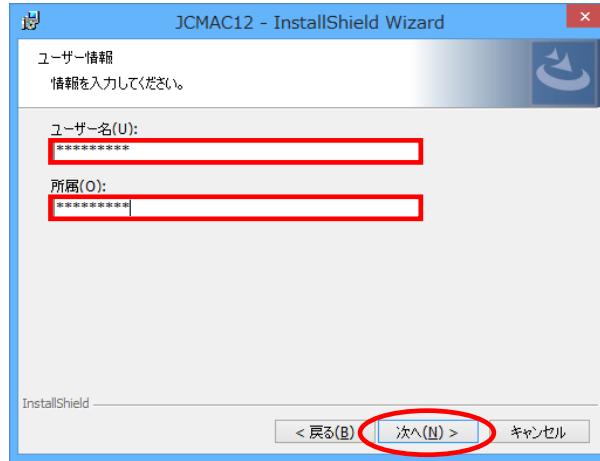 JCMAC12 - InstallShield Wizard
ユーザー情報
情報を入力してください。
ユーザー名(U):
*********
所属(O):
*********
InstallShield
< 戻る(B)
次へ(N) >
キャンセル